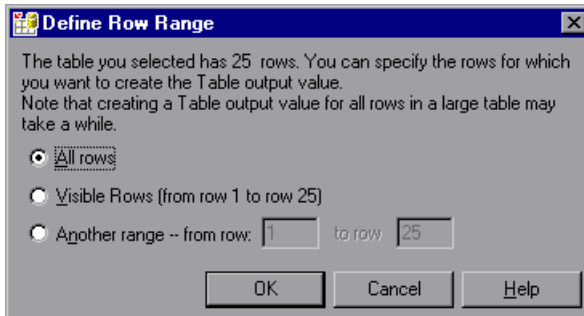 Define Row Range
The table you selected has 25 rows. You can specify the rows for which
you want to create the Table output value.
Note that creating a Table output value for all rows in a large table may
take a while.
All rows
Visible Rows (from row 1 to row 25)
Another range -- from row: 1 to row 25
OK Cancel Help